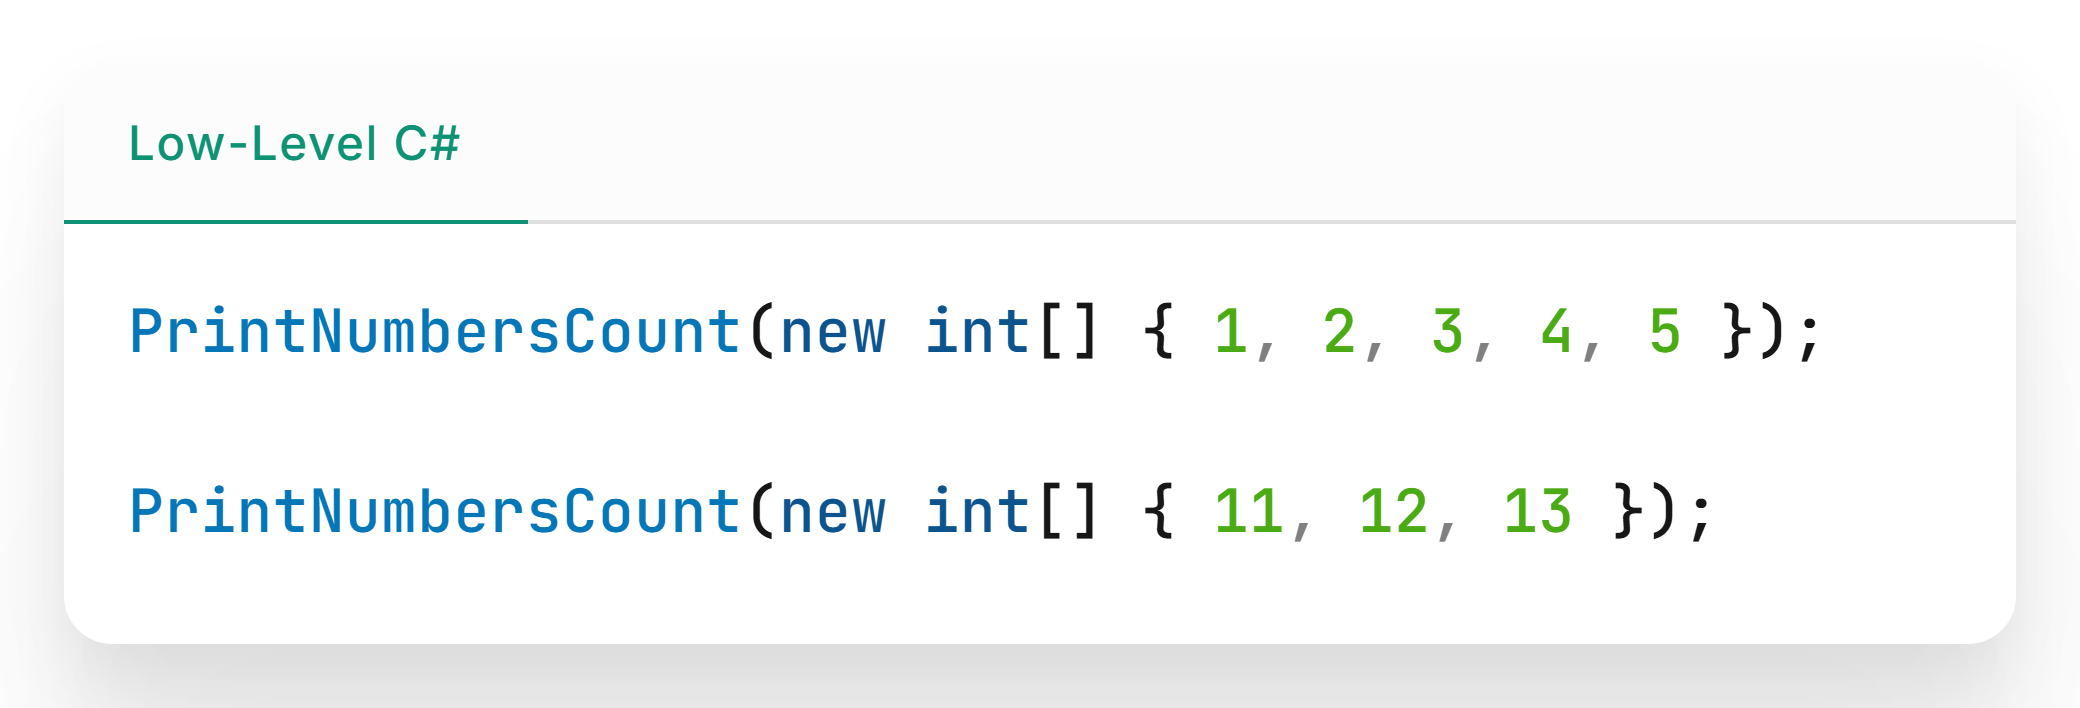 Low-Level C#
PrintNumbersCount(new int[] { 1, 2, 3, 4, 5 });
PrintNumbersCount(new int[] { 11, 12, 13 });